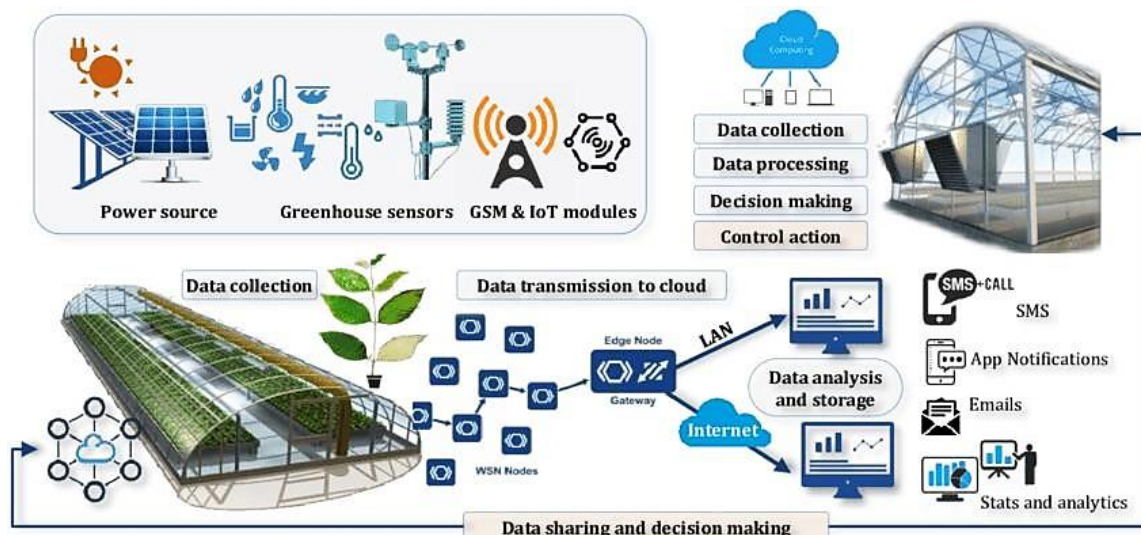 Power source
Greenhouse sensors
GSM & IoT modules
Cloud
Computing
Data collection
Data processing
Decision making
Control action
Data collection
Data transmission to cloud
Edge Node
Gateway
WSN Nodes
LAN
Internet
Data analysis
and storage
SMS+CALL
SMS
App Notifications
Emails
Stats and analytics
Data sharing and decision making